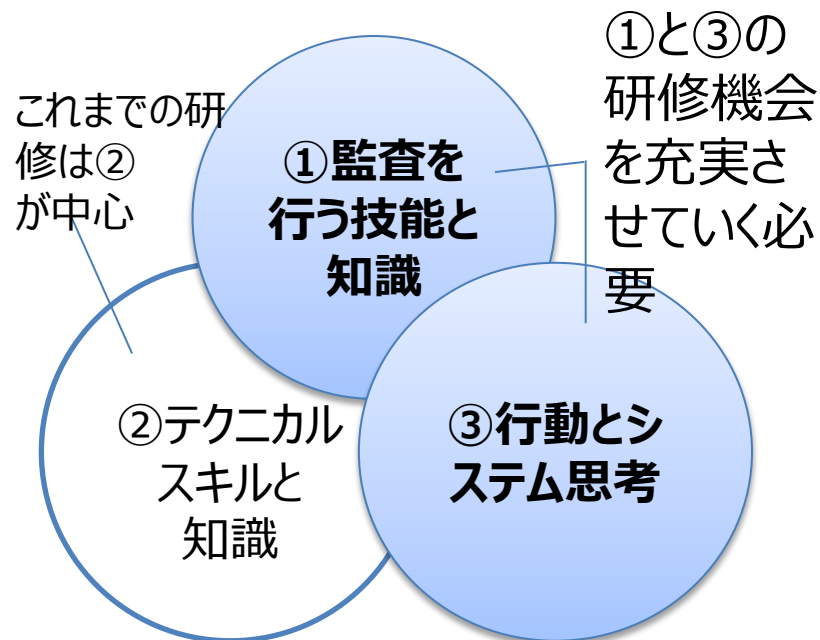 これまでの研
修は②
が中心
①と③の
研修機会
を充実さ
せていく必
要
①監査を
行う技能と
知識
②テクニカル
スキルと
知識
③行動とシ
ステム思考